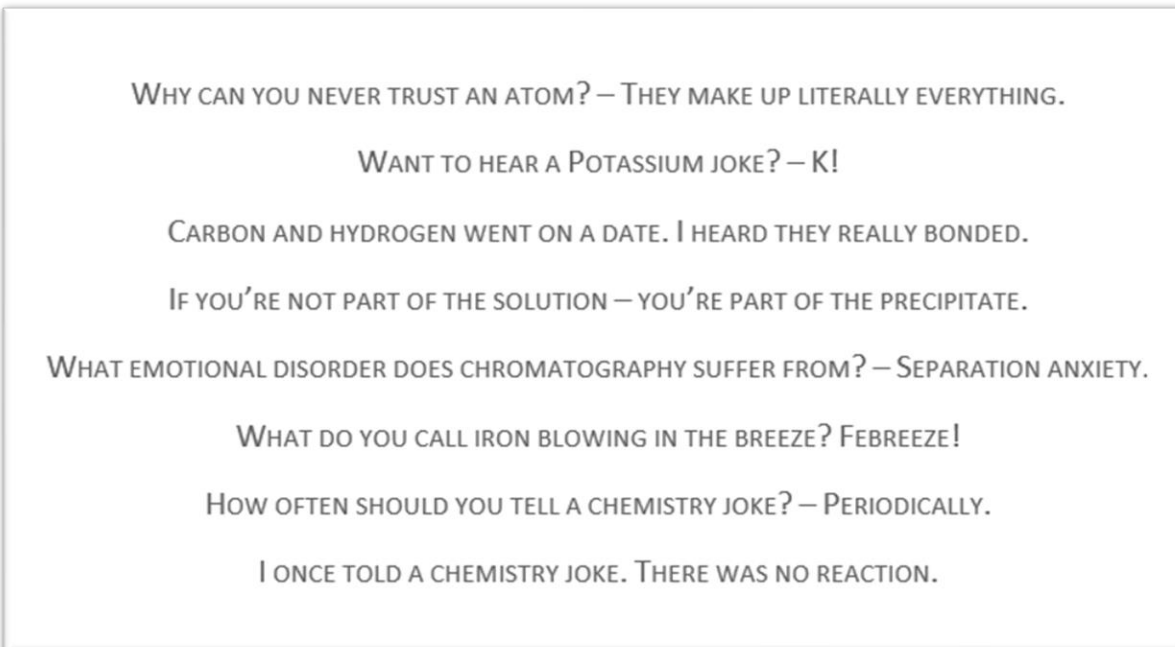 Why can you never trust an atom? – They make up literally everything.
Want to hear a Potassium joke? – K!
Carbon and hydrogen went on a date. I heard they really bonded.
If you’re not part of the solution – you’re part of the precipitate.
What emotional disorder does chromatography suffer from? – Separation anxiety.
What do you call iron blowing in the breeze? Febreeze!
How often should you tell a chemistry joke? – Periodically.
I once told a chemistry joke. There was no reaction.